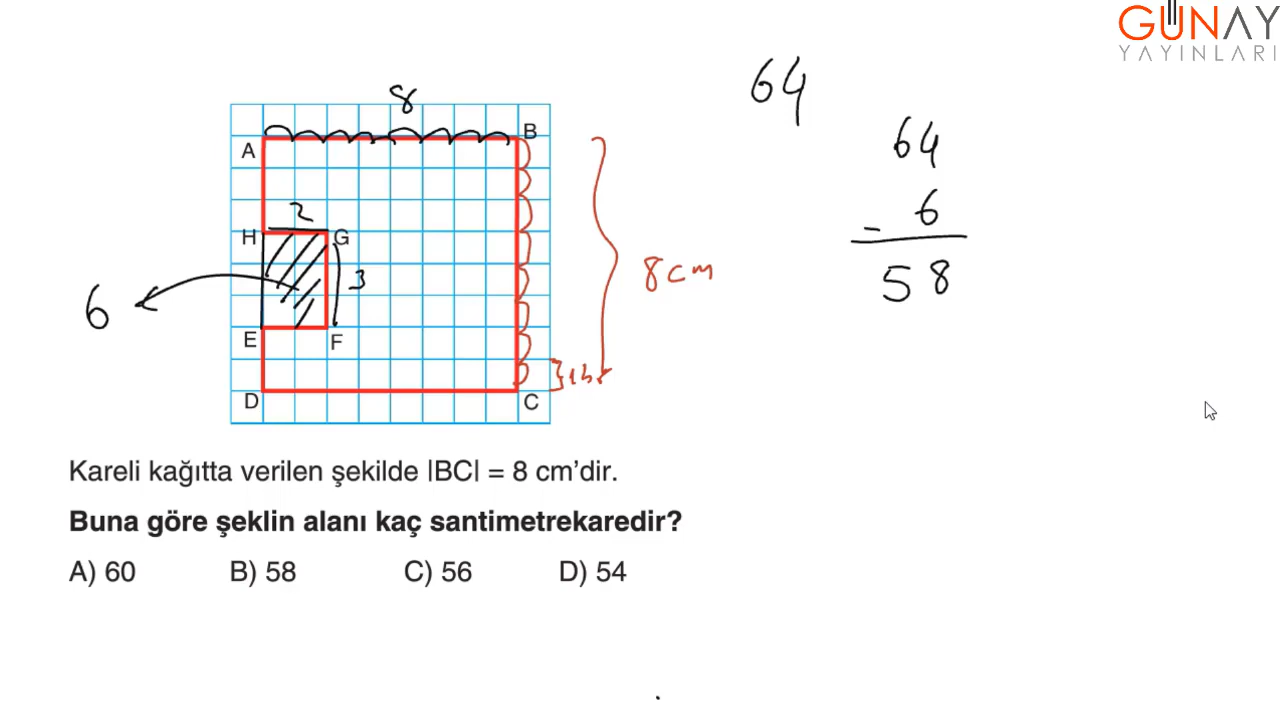 GÜNAY
YAYINLARI
64
8
B
A
64
2
6
H
G
−
3
58
8cm
6
E
F
1b
D
C
Kareli kağıtta verilen şekilde |BC| = 8 cm’dir.
Buna göre şeklin alanı kaç santimetrekaredir?
A) 60 B) 58 C) 56 D) 54